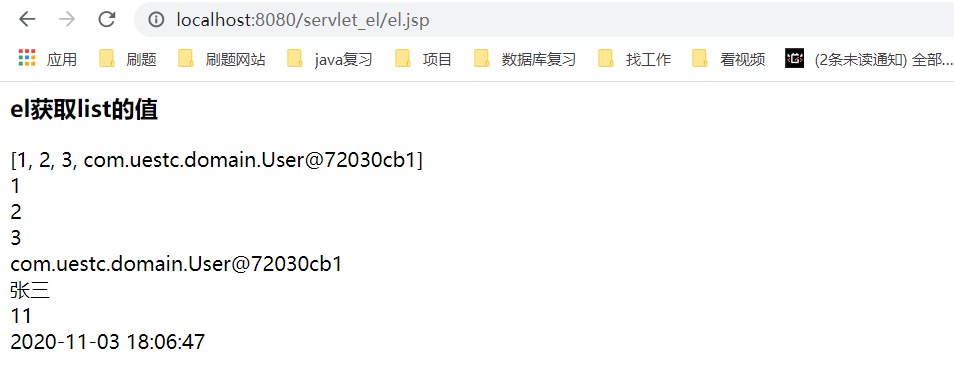 localhost:8080/servlet_el/el.jsp
应用 刷题 刷题网站 java复习 项目 数据库复习 找工作 看视频 (2条未读通知) 全部...
el获取list的值
[1, 2, 3, com.uestc.domain.User@72030cb1]
1
2
3
com.uestc.domain.User@72030cb1
张三
11
2020-11-03 18:06:47